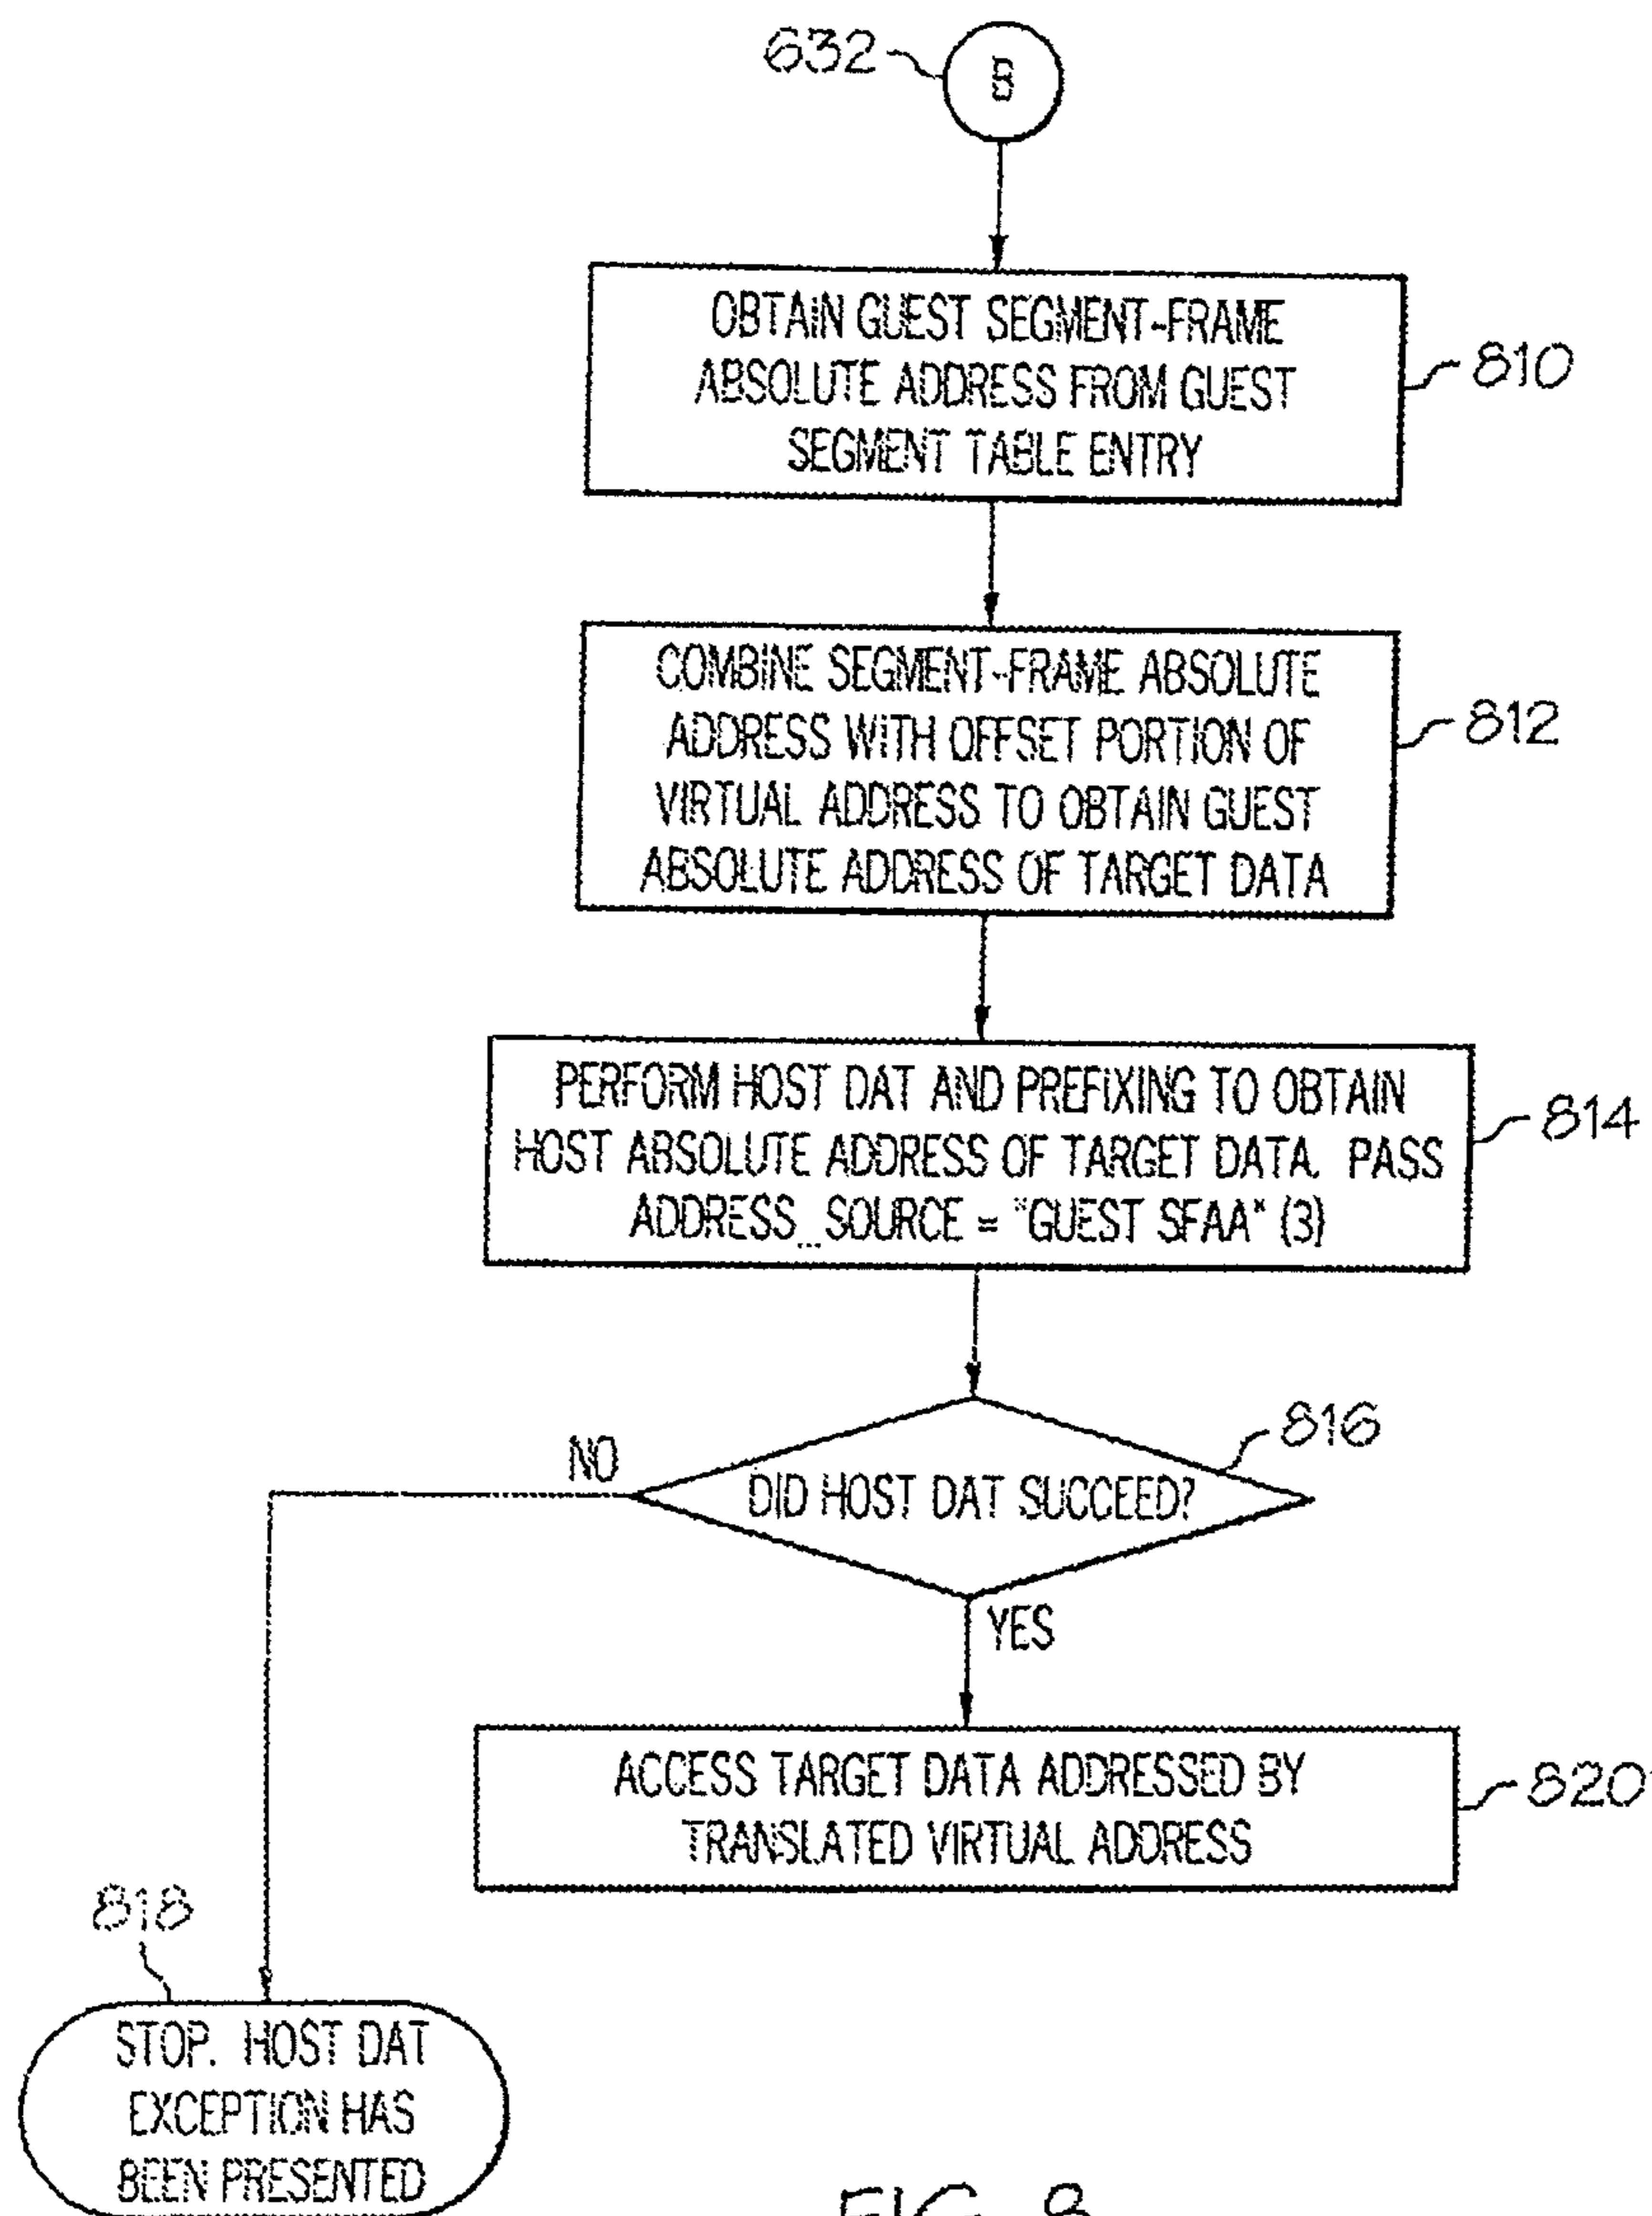 632
B
OBTAIN GUEST SEGMENT-FRAME
ABSOLUTE ADDRESS FROM GUEST
SEGMENT TABLE ENTRY
810
COMBINE SEGMENT-FRAME ABSOLUTE
ADDRESS WITH OFFSET PORTION OF
VIRTUAL ADDRESS TO OBTAIN GUEST
ABSOLUTE ADDRESS OF TARGET DATA
812
PERFORM HOST DAT AND PREFIXING TO OBTAIN
HOST ABSOLUTE ADDRESS OF TARGET DATA. PASS
ADDRESS_SOURCE = "GUEST SFAA" (3)
814
816
NO
DID HOST DAT SUCCEED?
YES
ACCESS TARGET DATA ADDRESSED BY
TRANSLATED VIRTUAL ADDRESS
820
818
STOP. HOST DAT
EXCEPTION HAS
BEEN PRESENTED
FIG. 8